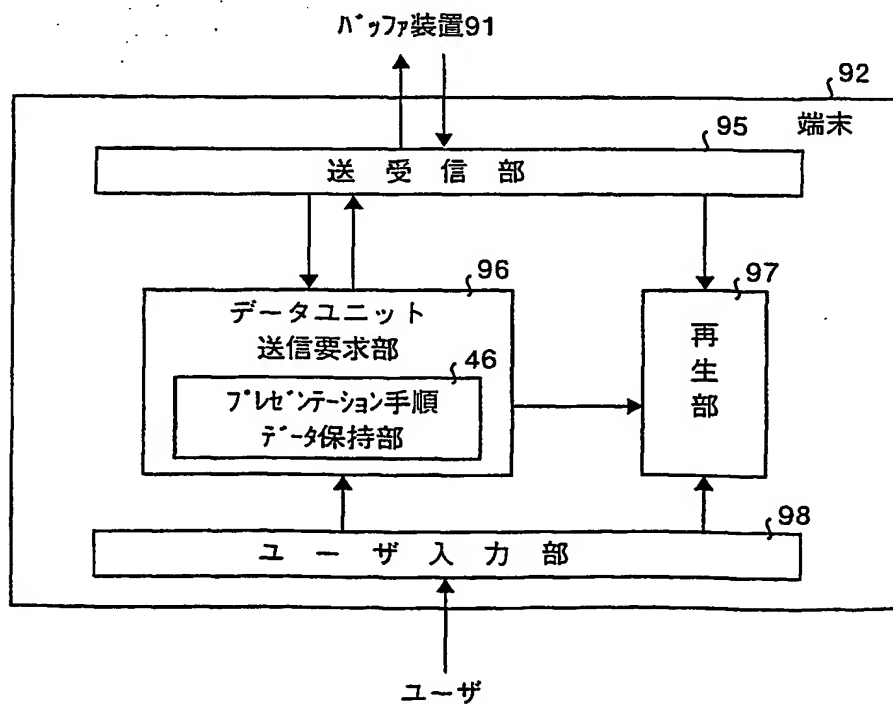 バッファ装置91
92
端末
95
送受信部
96
データユニット
送信要求部
46
プレゼンテーション手順
データ保持部
97
再生部
98
ユーザ入力部
ユーザ